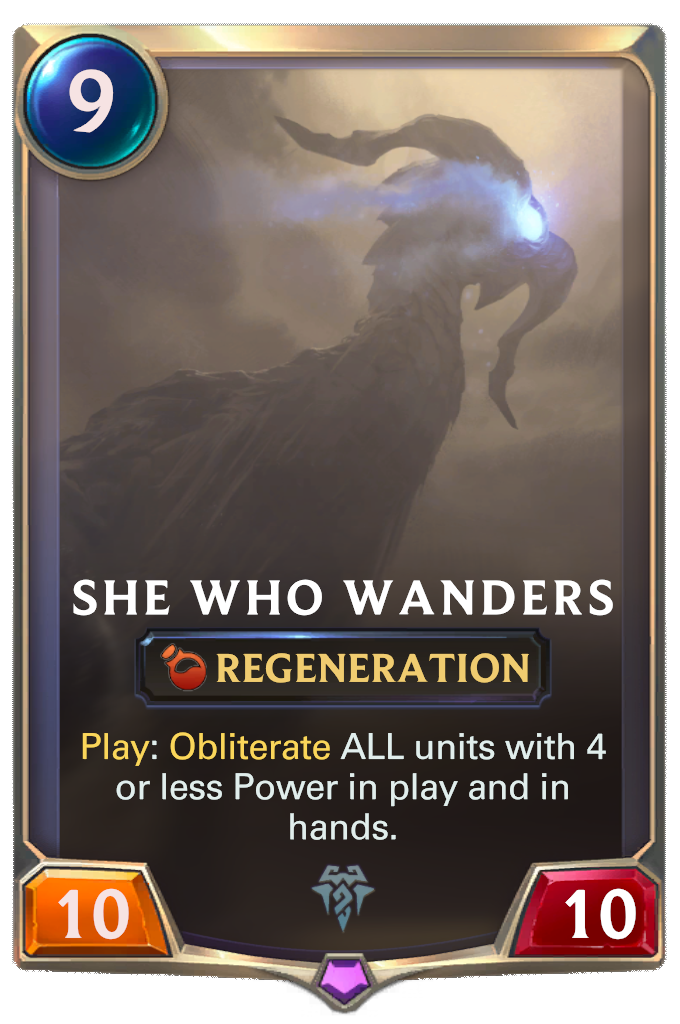 9
SHE WHO WANDERS
REGENERATION
Play: Obliterate ALL units with 4
or less Power in play and in
hands.
10
10